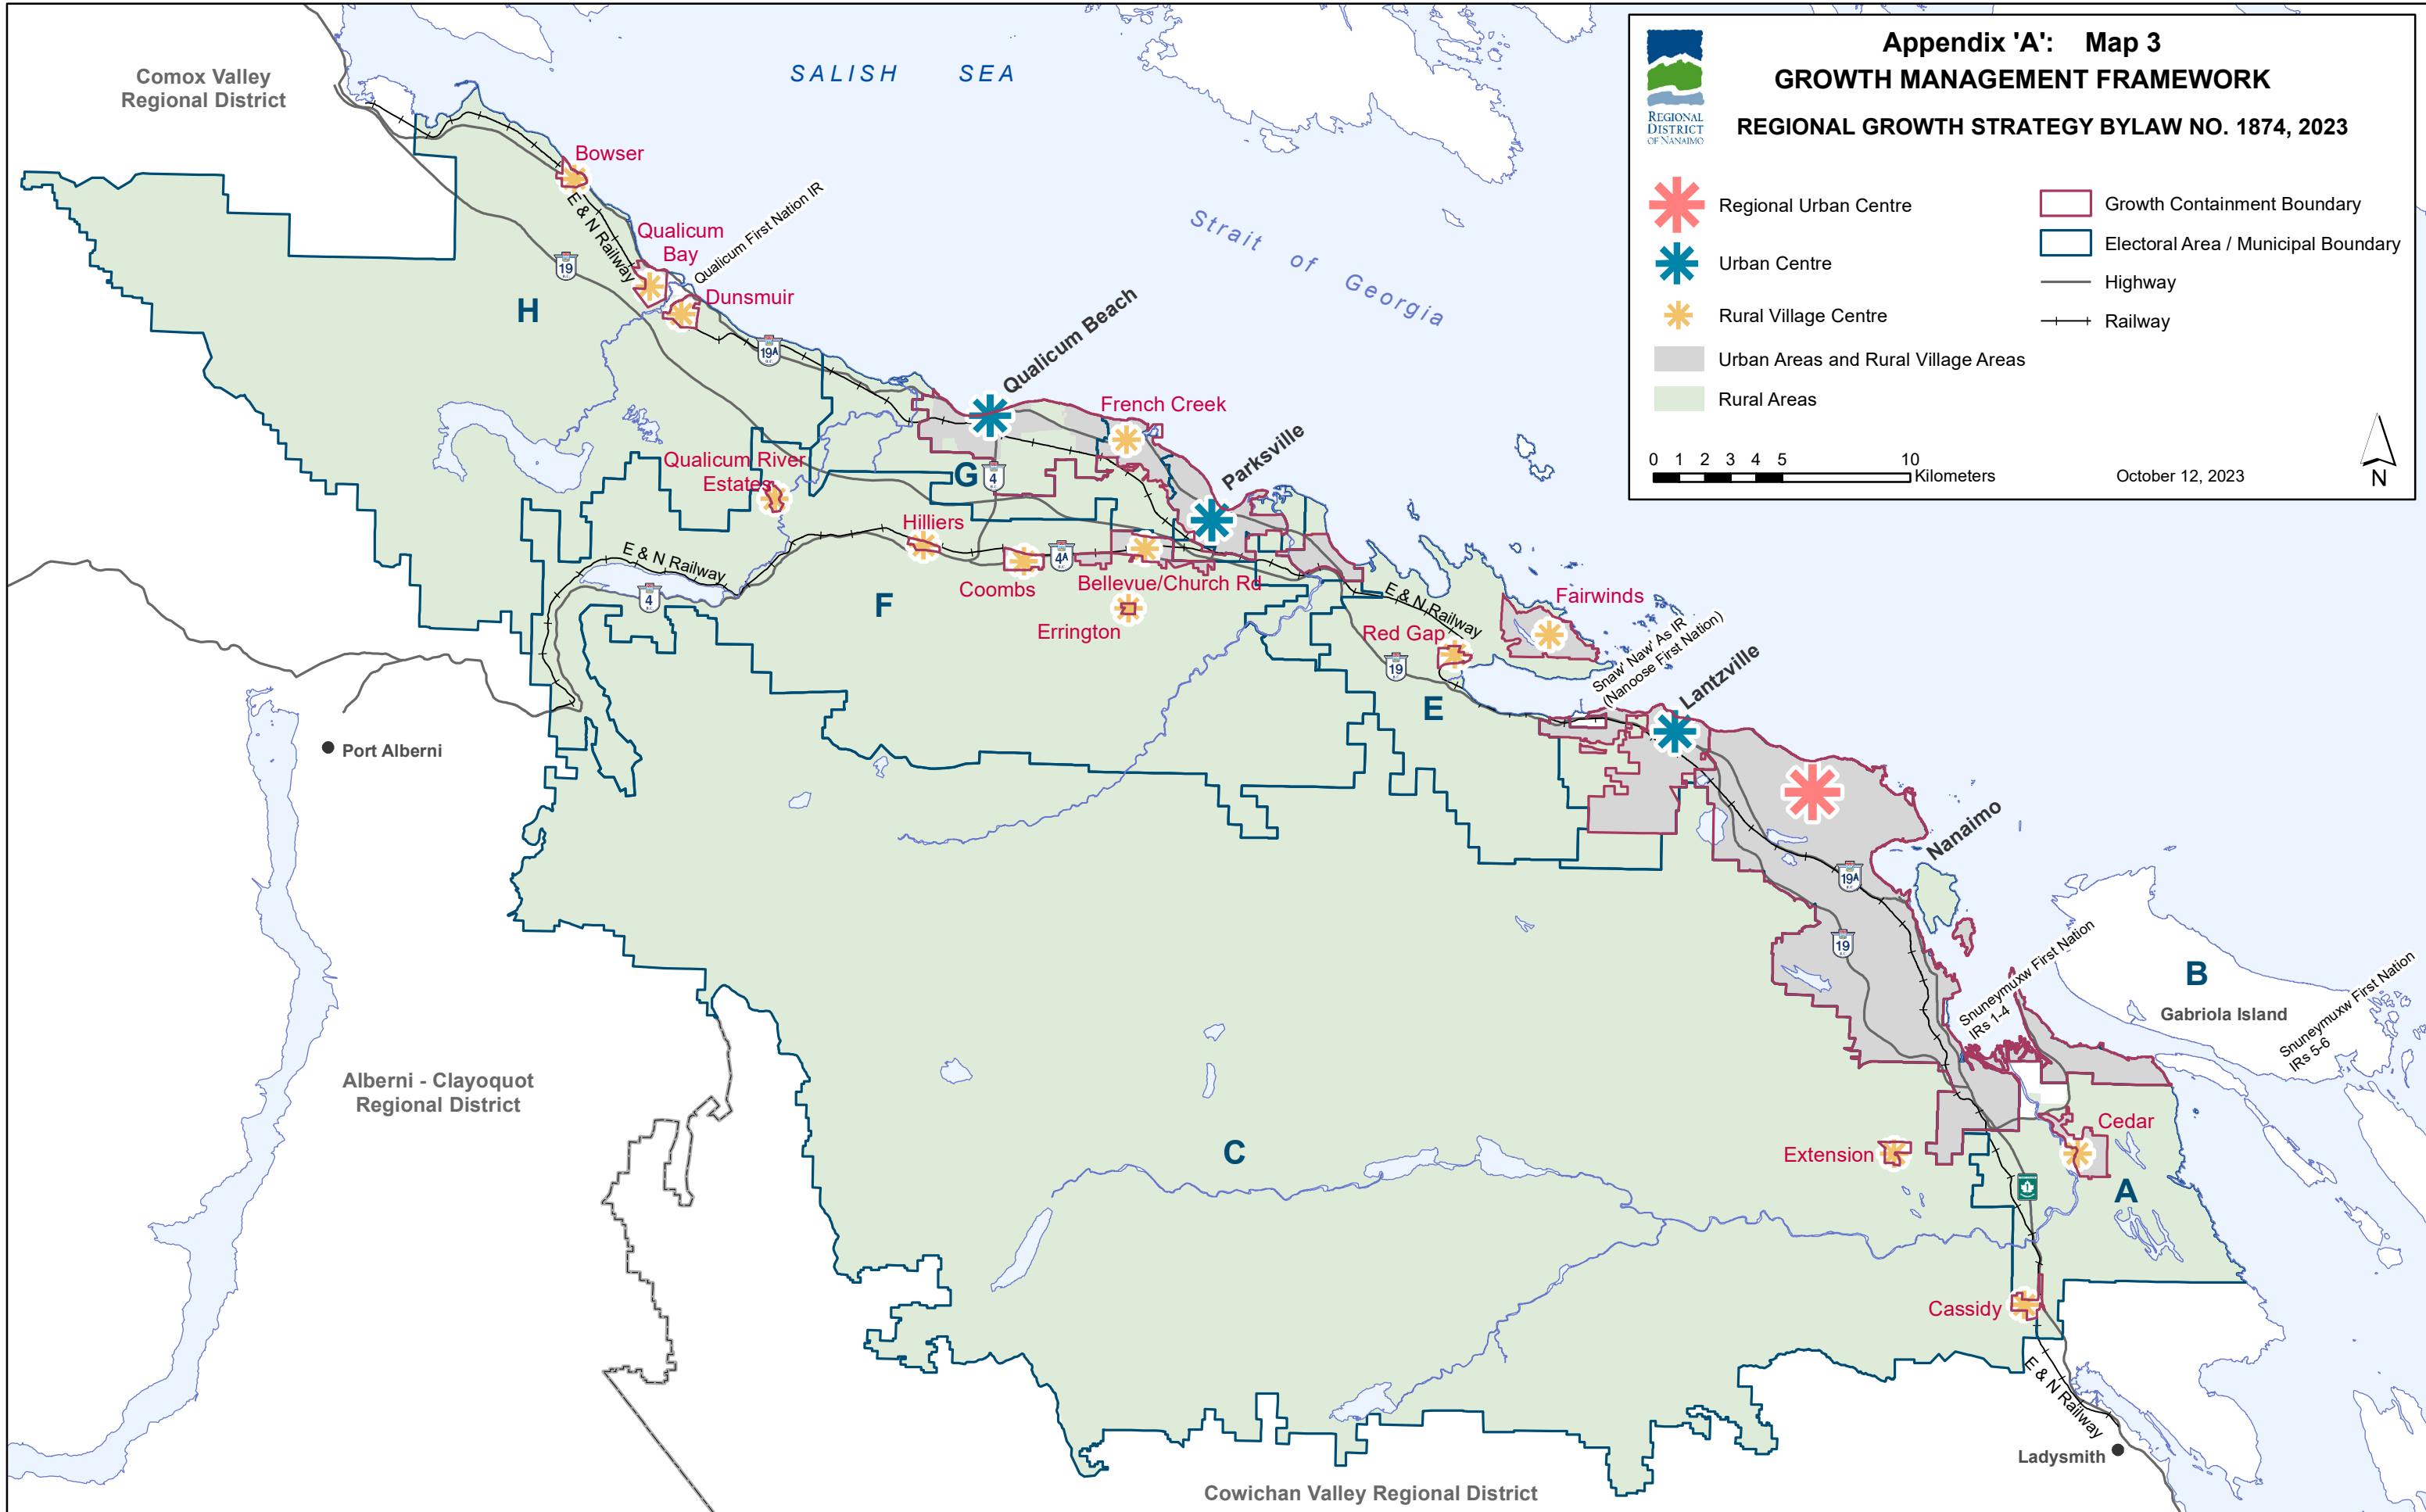 Appendix 'A': Map 3
GROWTH MANAGEMENT FRAMEWORK
REGIONAL GROWTH STRATEGY BYLAW NO. 1874, 2023
REGIONAL
DISTRICT
OF NANAIMO
Regional Urban Centre
Urban Centre
Rural Village Centre
Urban Areas and Rural Village Areas
Rural Areas
Growth Containment Boundary
Electoral Area / Municipal Boundary
Highway
Railway
0 1 2 3 4 5 10
Kilometers
October 12, 2023
N
Comox Valley
Regional District
SALISH SEA
Strait of Georgia
Bowser
E & N Railway
Qualicum
Bay
Qualicum First Nation IR
Dunsmuir
19
H
19A
Qualicum Beach
French Creek
Parksville
G
4
Qualicum River
Estates
Hilliers
E & N Railway
4
Coombs
4A
Bellevue/Church Rd
Errington
F
E & N Railway
Red Gap
Fairwinds
19
E
Snaw' Naw' As IR
(Nanoose First Nation)
Lantzville
Port Alberni
Nanaimo
19A
19
Snuneymuxw First Nation
IRs 1-4
B
Gabriola Island
Snuneymuxw First Nation
IRs 5-6
Alberni - Clayoquot
Regional District
C
Extension
Cedar
1
A
Cassidy
E & N Railway
Ladysmith
Cowichan Valley Regional District